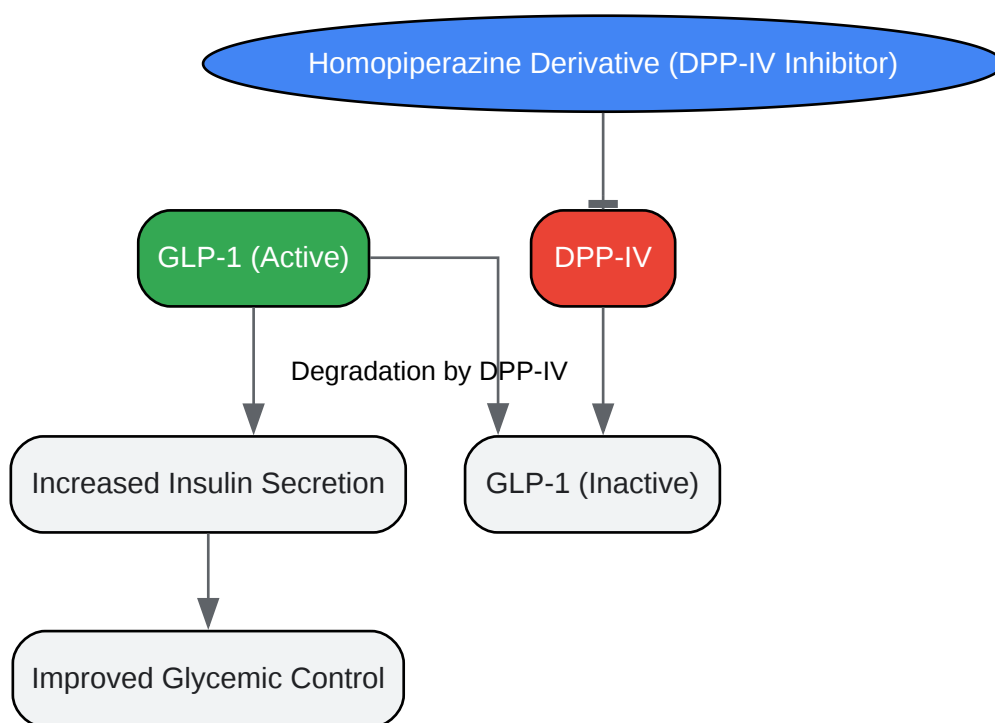 Homopiperazine Derivative (DPP-IV Inhibitor)
GLP-1 (Active)
DPP-IV
Degradation by DPP-IV
Increased Insulin Secretion
GLP-1 (Inactive)
Improved Glycemic Control